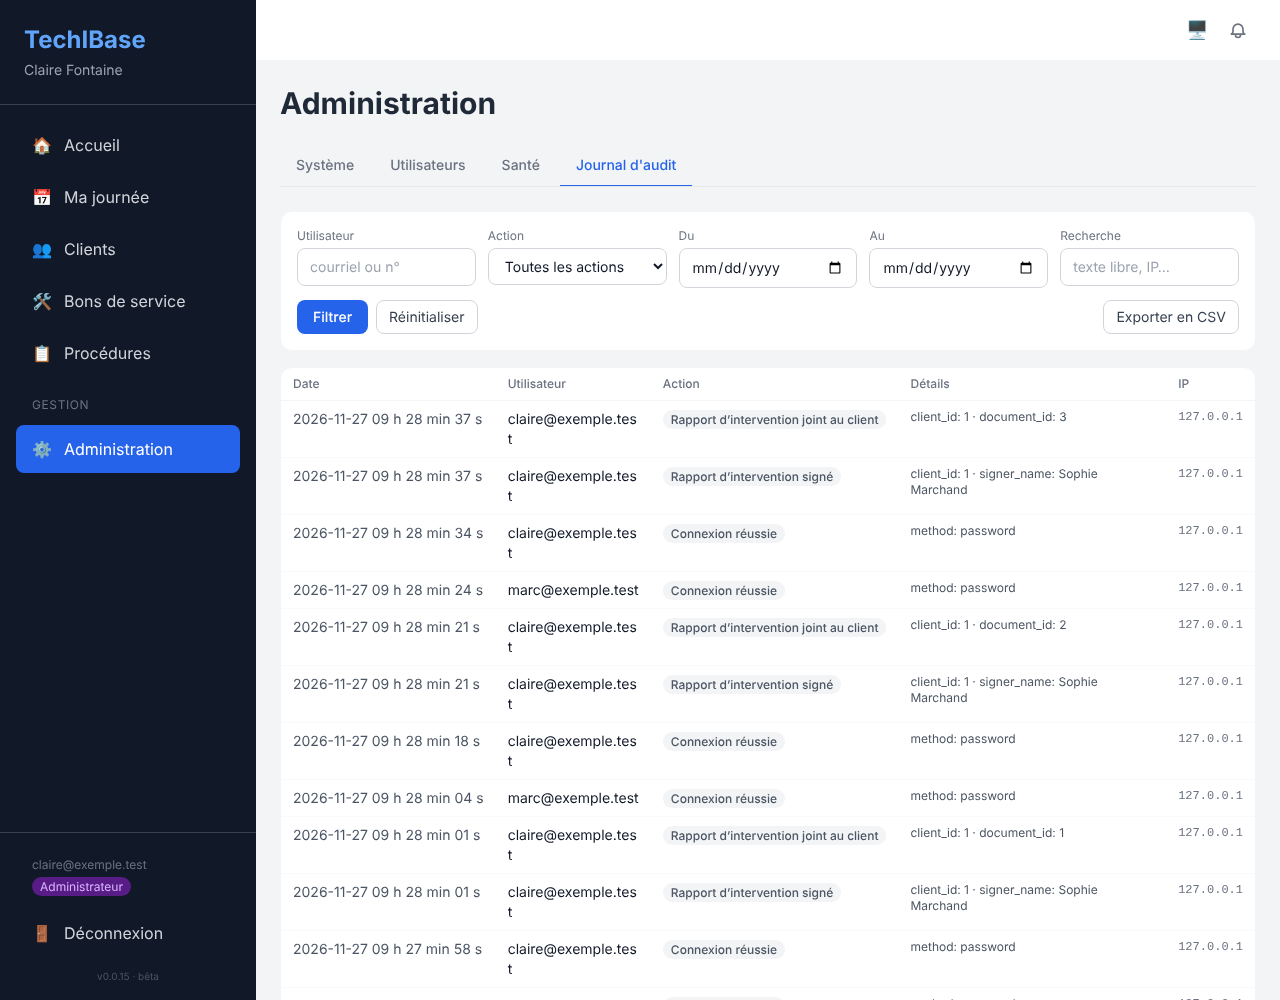 TechIBase
Claire Fontaine
Accueil
Ma journée
Clients
Bons de service
Procédures
GESTION
Administration
claire@exemple.test
Administrateur
Déconnexion
v0.0.15 · bêta
Administration
Système Utilisateurs Santé Journal d'audit
Utilisateur Action Du Au Recherche
courriel ou n° Toutes les actions mm/dd/yyyy mm/dd/yyyy texte libre, IP...
Filtrer Réinitialiser Exporter en CSV
Date Utilisateur Action Détails IP
2026-11-27 09 h 28 min 37 s claire@exemple.tes Rapport d’intervention joint au client client_id: 1 · document_id: 3 127.0.0.1
t
2026-11-27 09 h 28 min 37 s claire@exemple.tes Rapport d’intervention signé client_id: 1 · signer_name: Sophie 127.0.0.1
t Marchand
2026-11-27 09 h 28 min 34 s claire@exemple.tes Connexion réussie method: password 127.0.0.1
t
2026-11-27 09 h 28 min 24 s marc@exemple.test Connexion réussie method: password 127.0.0.1
2026-11-27 09 h 28 min 21 s claire@exemple.tes Rapport d’intervention joint au client client_id: 1 · document_id: 2 127.0.0.1
t
2026-11-27 09 h 28 min 21 s claire@exemple.tes Rapport d’intervention signé client_id: 1 · signer_name: Sophie 127.0.0.1
t Marchand
2026-11-27 09 h 28 min 18 s claire@exemple.tes Connexion réussie method: password 127.0.0.1
t
2026-11-27 09 h 28 min 04 s marc@exemple.test Connexion réussie method: password 127.0.0.1
2026-11-27 09 h 28 min 01 s claire@exemple.tes Rapport d’intervention joint au client client_id: 1 · document_id: 1 127.0.0.1
t
2026-11-27 09 h 28 min 01 s claire@exemple.tes Rapport d’intervention signé client_id: 1 · signer_name: Sophie 127.0.0.1
t Marchand
2026-11-27 09 h 27 min 58 s claire@exemple.tes Connexion réussie method: password 127.0.0.1
t